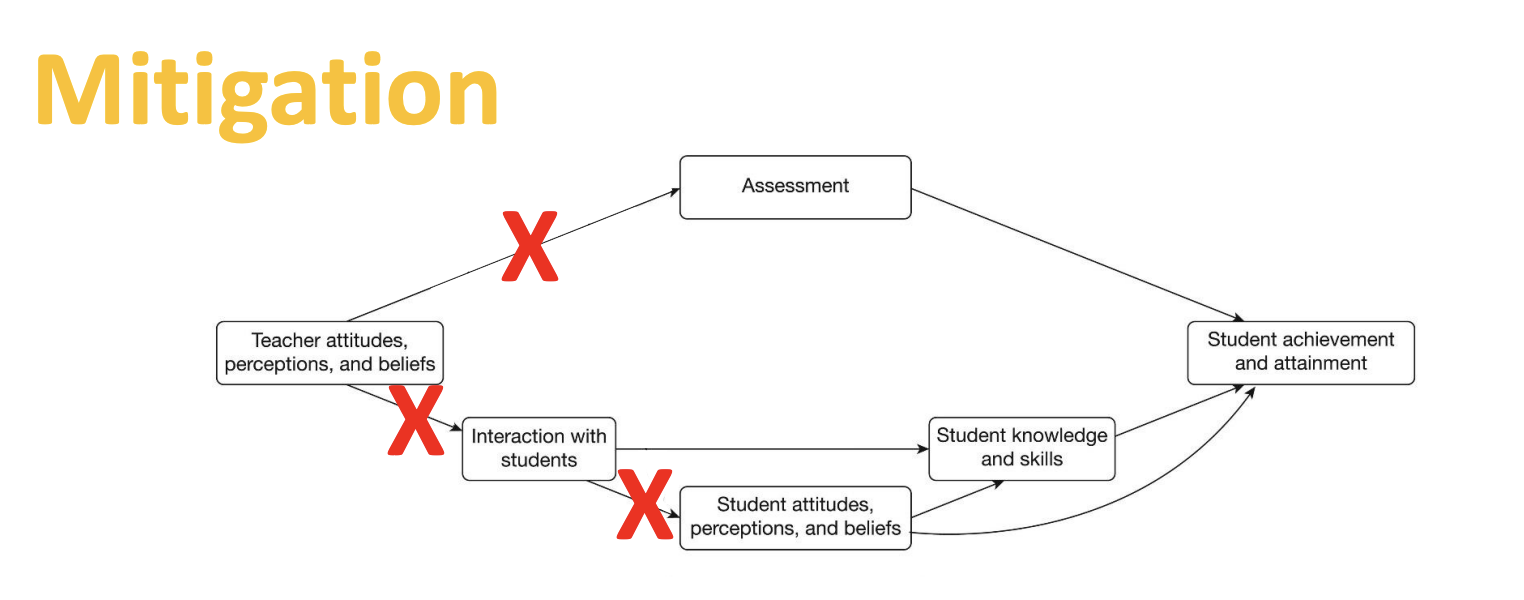 Mitigation
Assessment
Teacher attitudes,
perceptions, and beliefs
Student achievement
and attainment
Interaction with
students
Student knowledge
and skills
Student attitudes,
perceptions, and beliefs
X
X
X